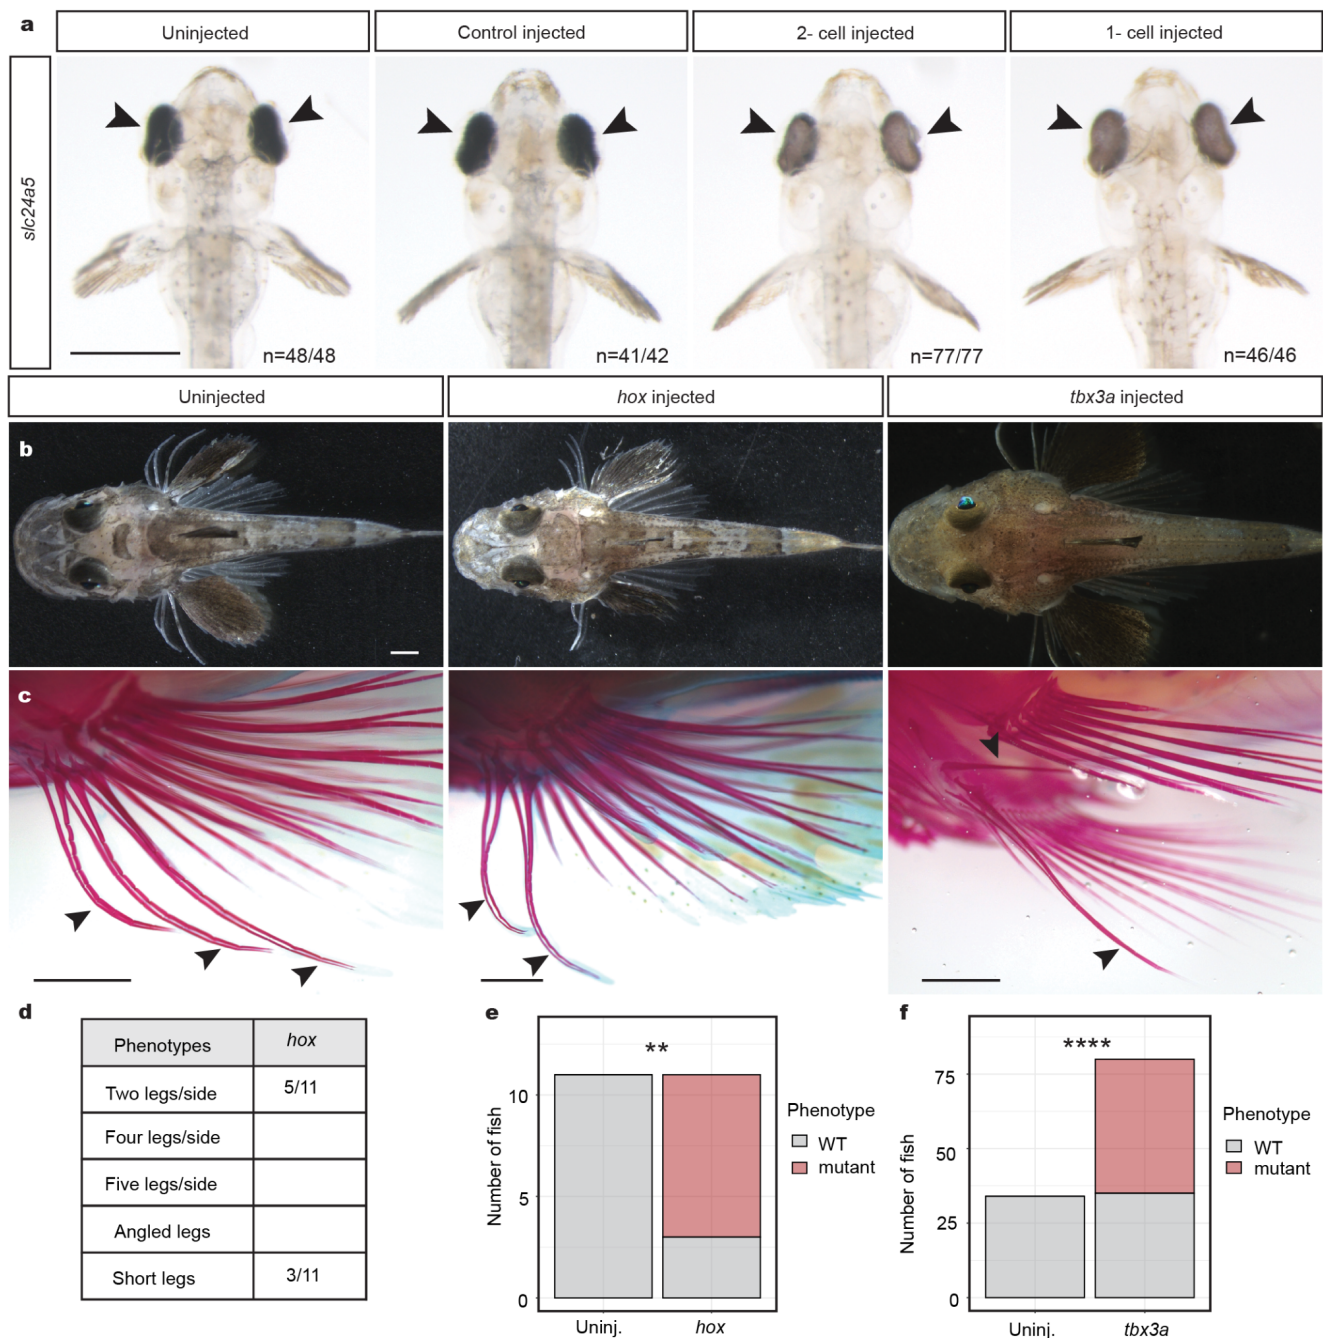 a
Uninjected
Control injected
2- cell injected
1- cell injected
slc24a5
n=48/48
n=41/42
n=77/77
n=46/46
Uninjected
hox injected
tbx3a injected
b
c
d
Phenotypes
hox
Two legs/side
5/11
Four legs/side
Five legs/side
Angled legs
Short legs
3/11
e
**
10
5
0
Number of fish
Uninj.
hox
Phenotype
WT
mutant
f
****
75
50
25
0
Number of fish
Uninj.
tbx3a
Phenotype
WT
mutant